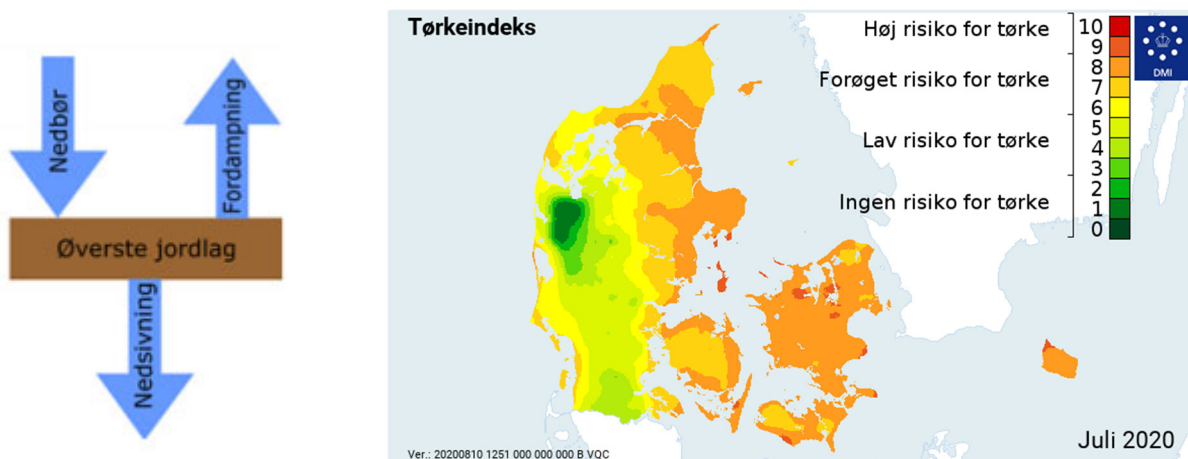 Nedbør
Fordampning
Øverste jordlag
Nedsivning
Tørkeindeks
Høj risiko for tørke
Forøget risiko for tørke
Lav risiko for tørke
Ingen risiko for tørke
10
9
8
7
6
5
4
3
2
1
0
DMI
Juli 2020
Ver.: 20200810 1251 000 000 000 B VQC